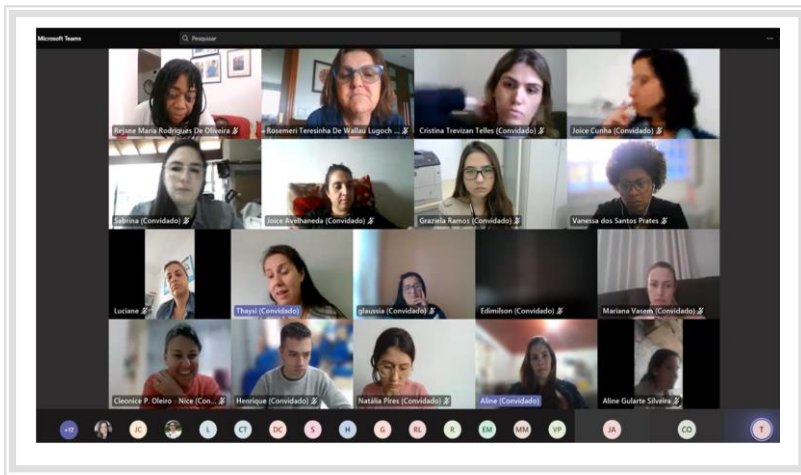 Microsoft Teams
Pesquisar
Rejane Maria Rodrigues De Oliveira
Rosemeri Teresinha De Wallau Lugoch ...
Cristina Trevizan Telles (Convidado)
Joice Cunha (Convidado)
Sabrina (Convidado)
Joice Avelhaneda (Convidado)
Graziela Ramos (Convidado)
Vanessa dos Santos Prates
Luciane
Thaysi (Convidado)
glaussia (Convidado)
Edimilson (Convidado)
Mariana Vasem (Convidado)
Cleonice P. Oleiro - Nice (Con...
Henrique (Convidado)
Natália Pires (Convidado)
Aline (Convidado)
Aline Gularte Silveira
+17 JC L CT DC S H G RL R EM MM VP JA CO T